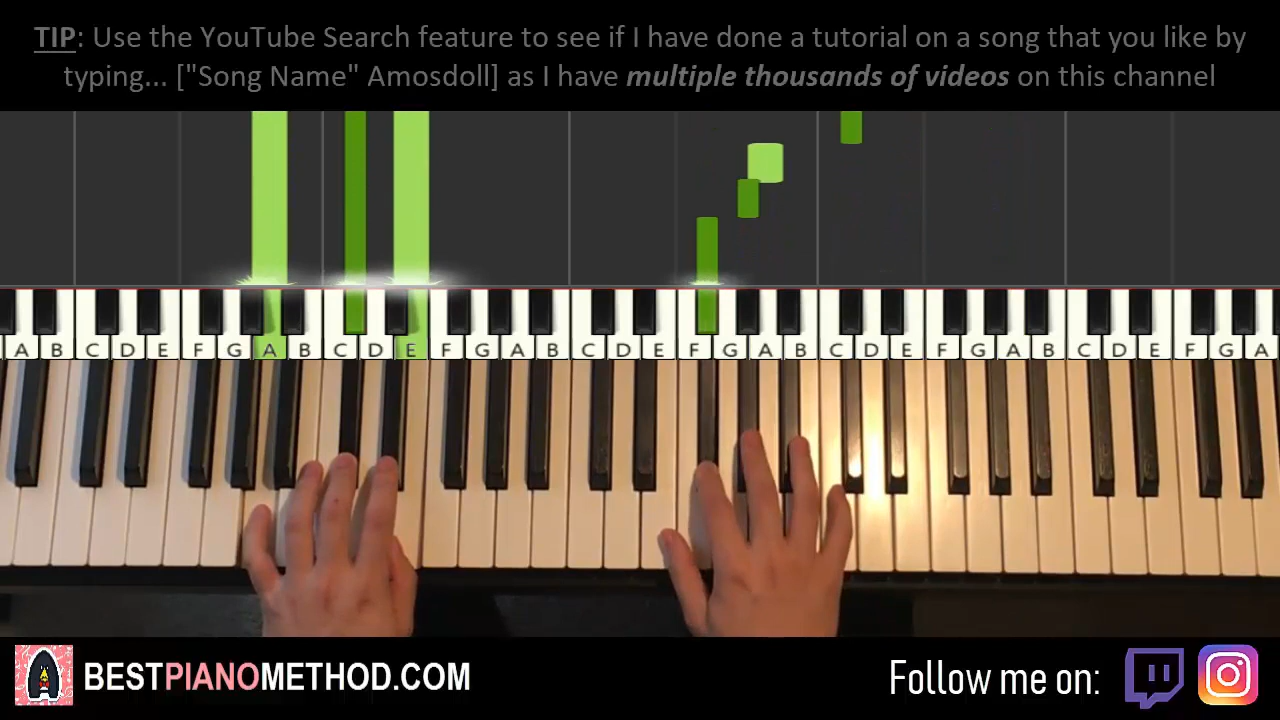 TIP: Use the YouTube Search feature to see if I have done a tutorial on a song that you like by
typing... ["Song Name" Amosdoll] as I have multiple thousands of videos on this channel
A B C D E F G A B C D E F G A B C D E F G A B C D E F G A B C D E F G A
BESTPIANOMETHOD.COM
Follow me on: